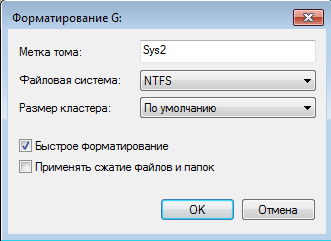 Форматирование G:
Метка тома: Sys2
Файловая система: NTFS
Размер кластера: По умолчанию
Быстрое форматирование
Применять сжатие файлов и папок
OK Отмена